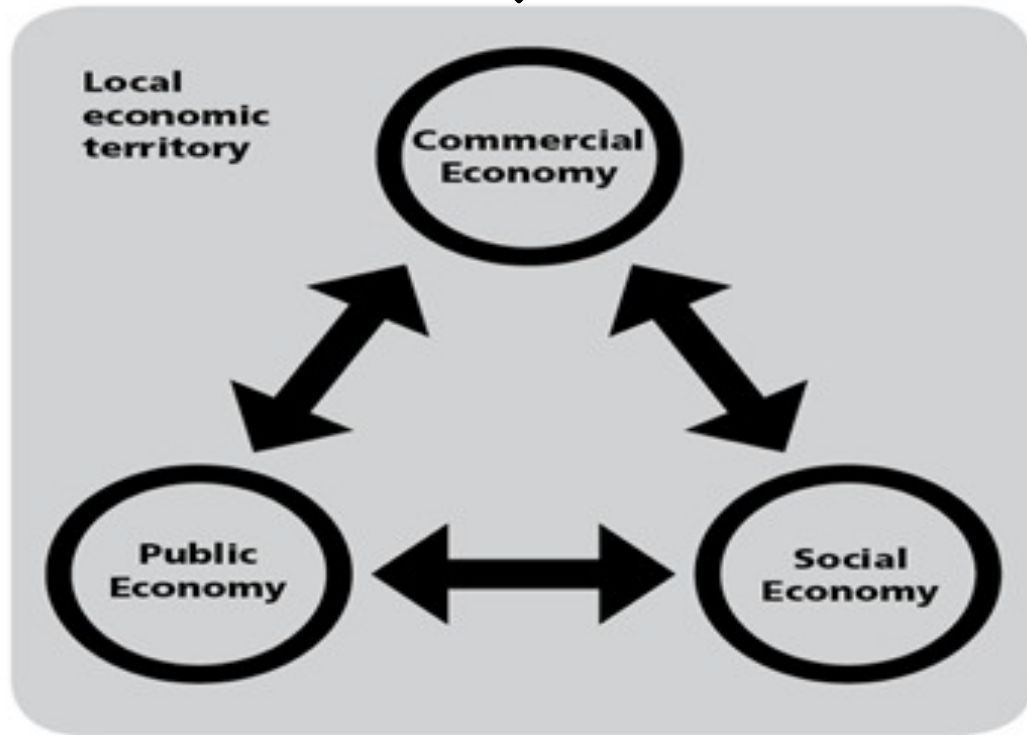 Local
economic
territory
Commercial
Economy
Public
Economy
Social
Economy